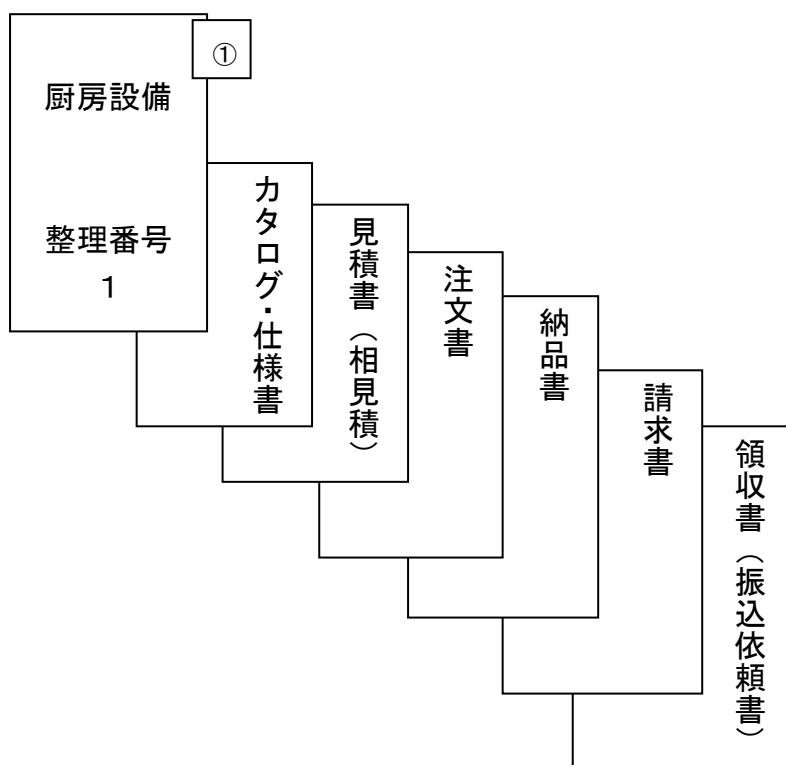 ①
厨房設備
整理番号
１
カタログ・仕様書
見積書（相見積）
注文書
納品書
請求書
領収書（振込依頼書）